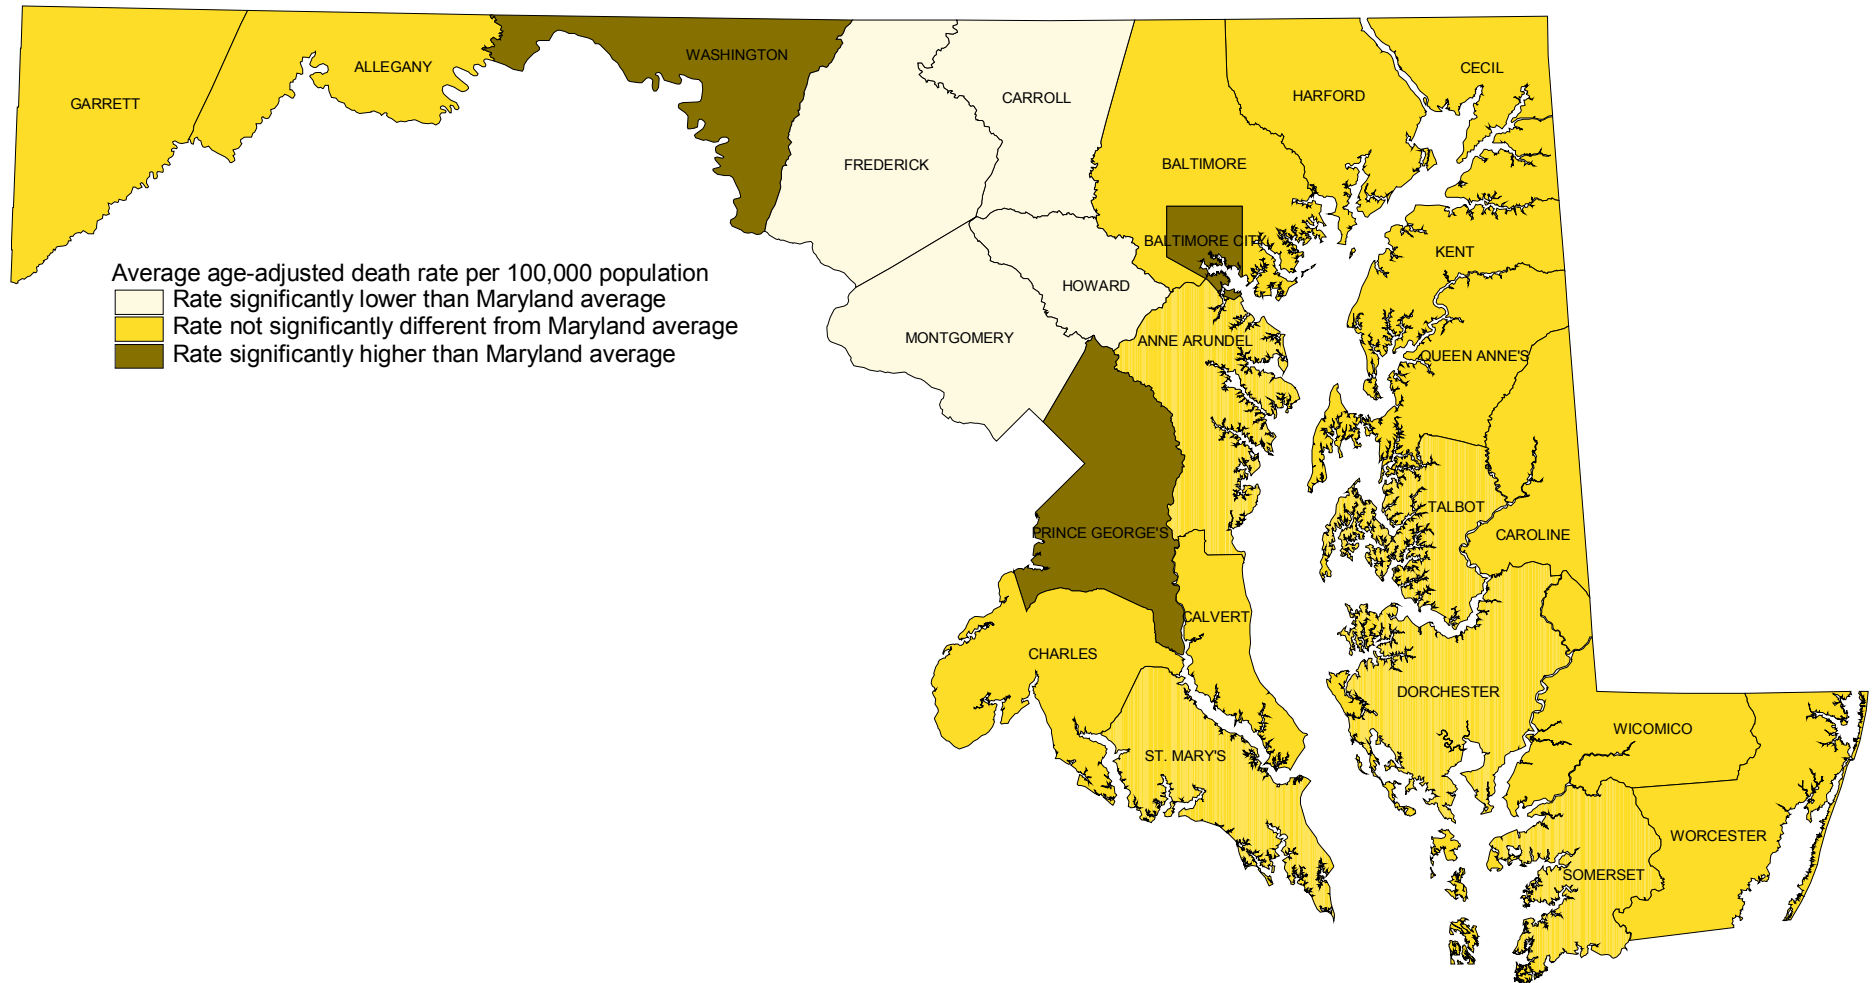 WASHINGTON
ALLEGANY
CECIL
GARRETT
CARROLL
HARFORD
FREDERICK
BALTIMORE
BALTIMORE CITY
KENT
Average age-adjusted death rate per 100,000 population
Rate significantly lower than Maryland average
Rate not significantly different from Maryland average
Rate significantly higher than Maryland average
HOWARD
MONTGOMERY
ANNE ARUNDEL
QUEEN ANNE'S
TALBOT
PRINCE GEORGE'S
CAROLINE
CALVERT
CHARLES
DORCHESTER
WICOMICO
ST. MARY'S
WORCESTER
SOMERSET